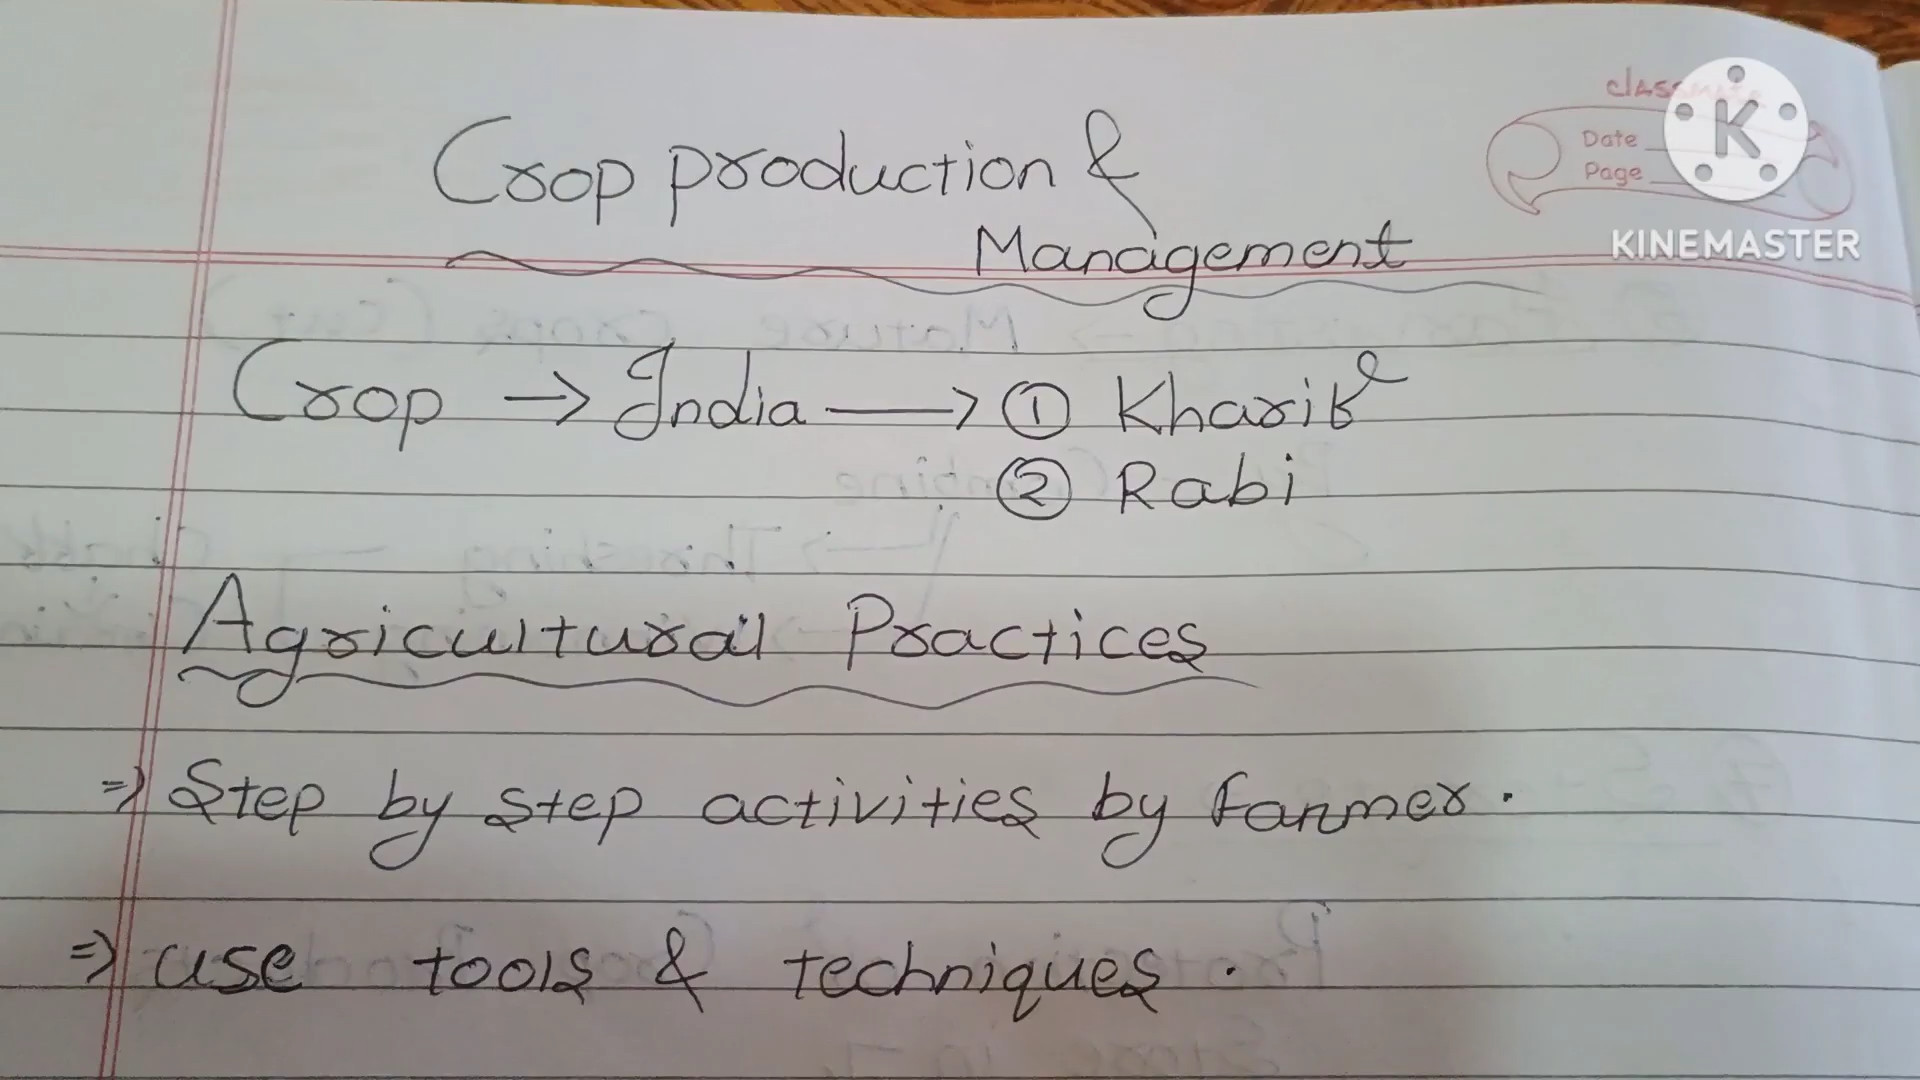 classmate
Date
Page
K
KINEMASTER
Crop production &
Management
Crop → India → ① Kharif
② Rabi
Agricultural Practices
⇒ Step by step activities by farmer.
⇒ use tools & techniques.